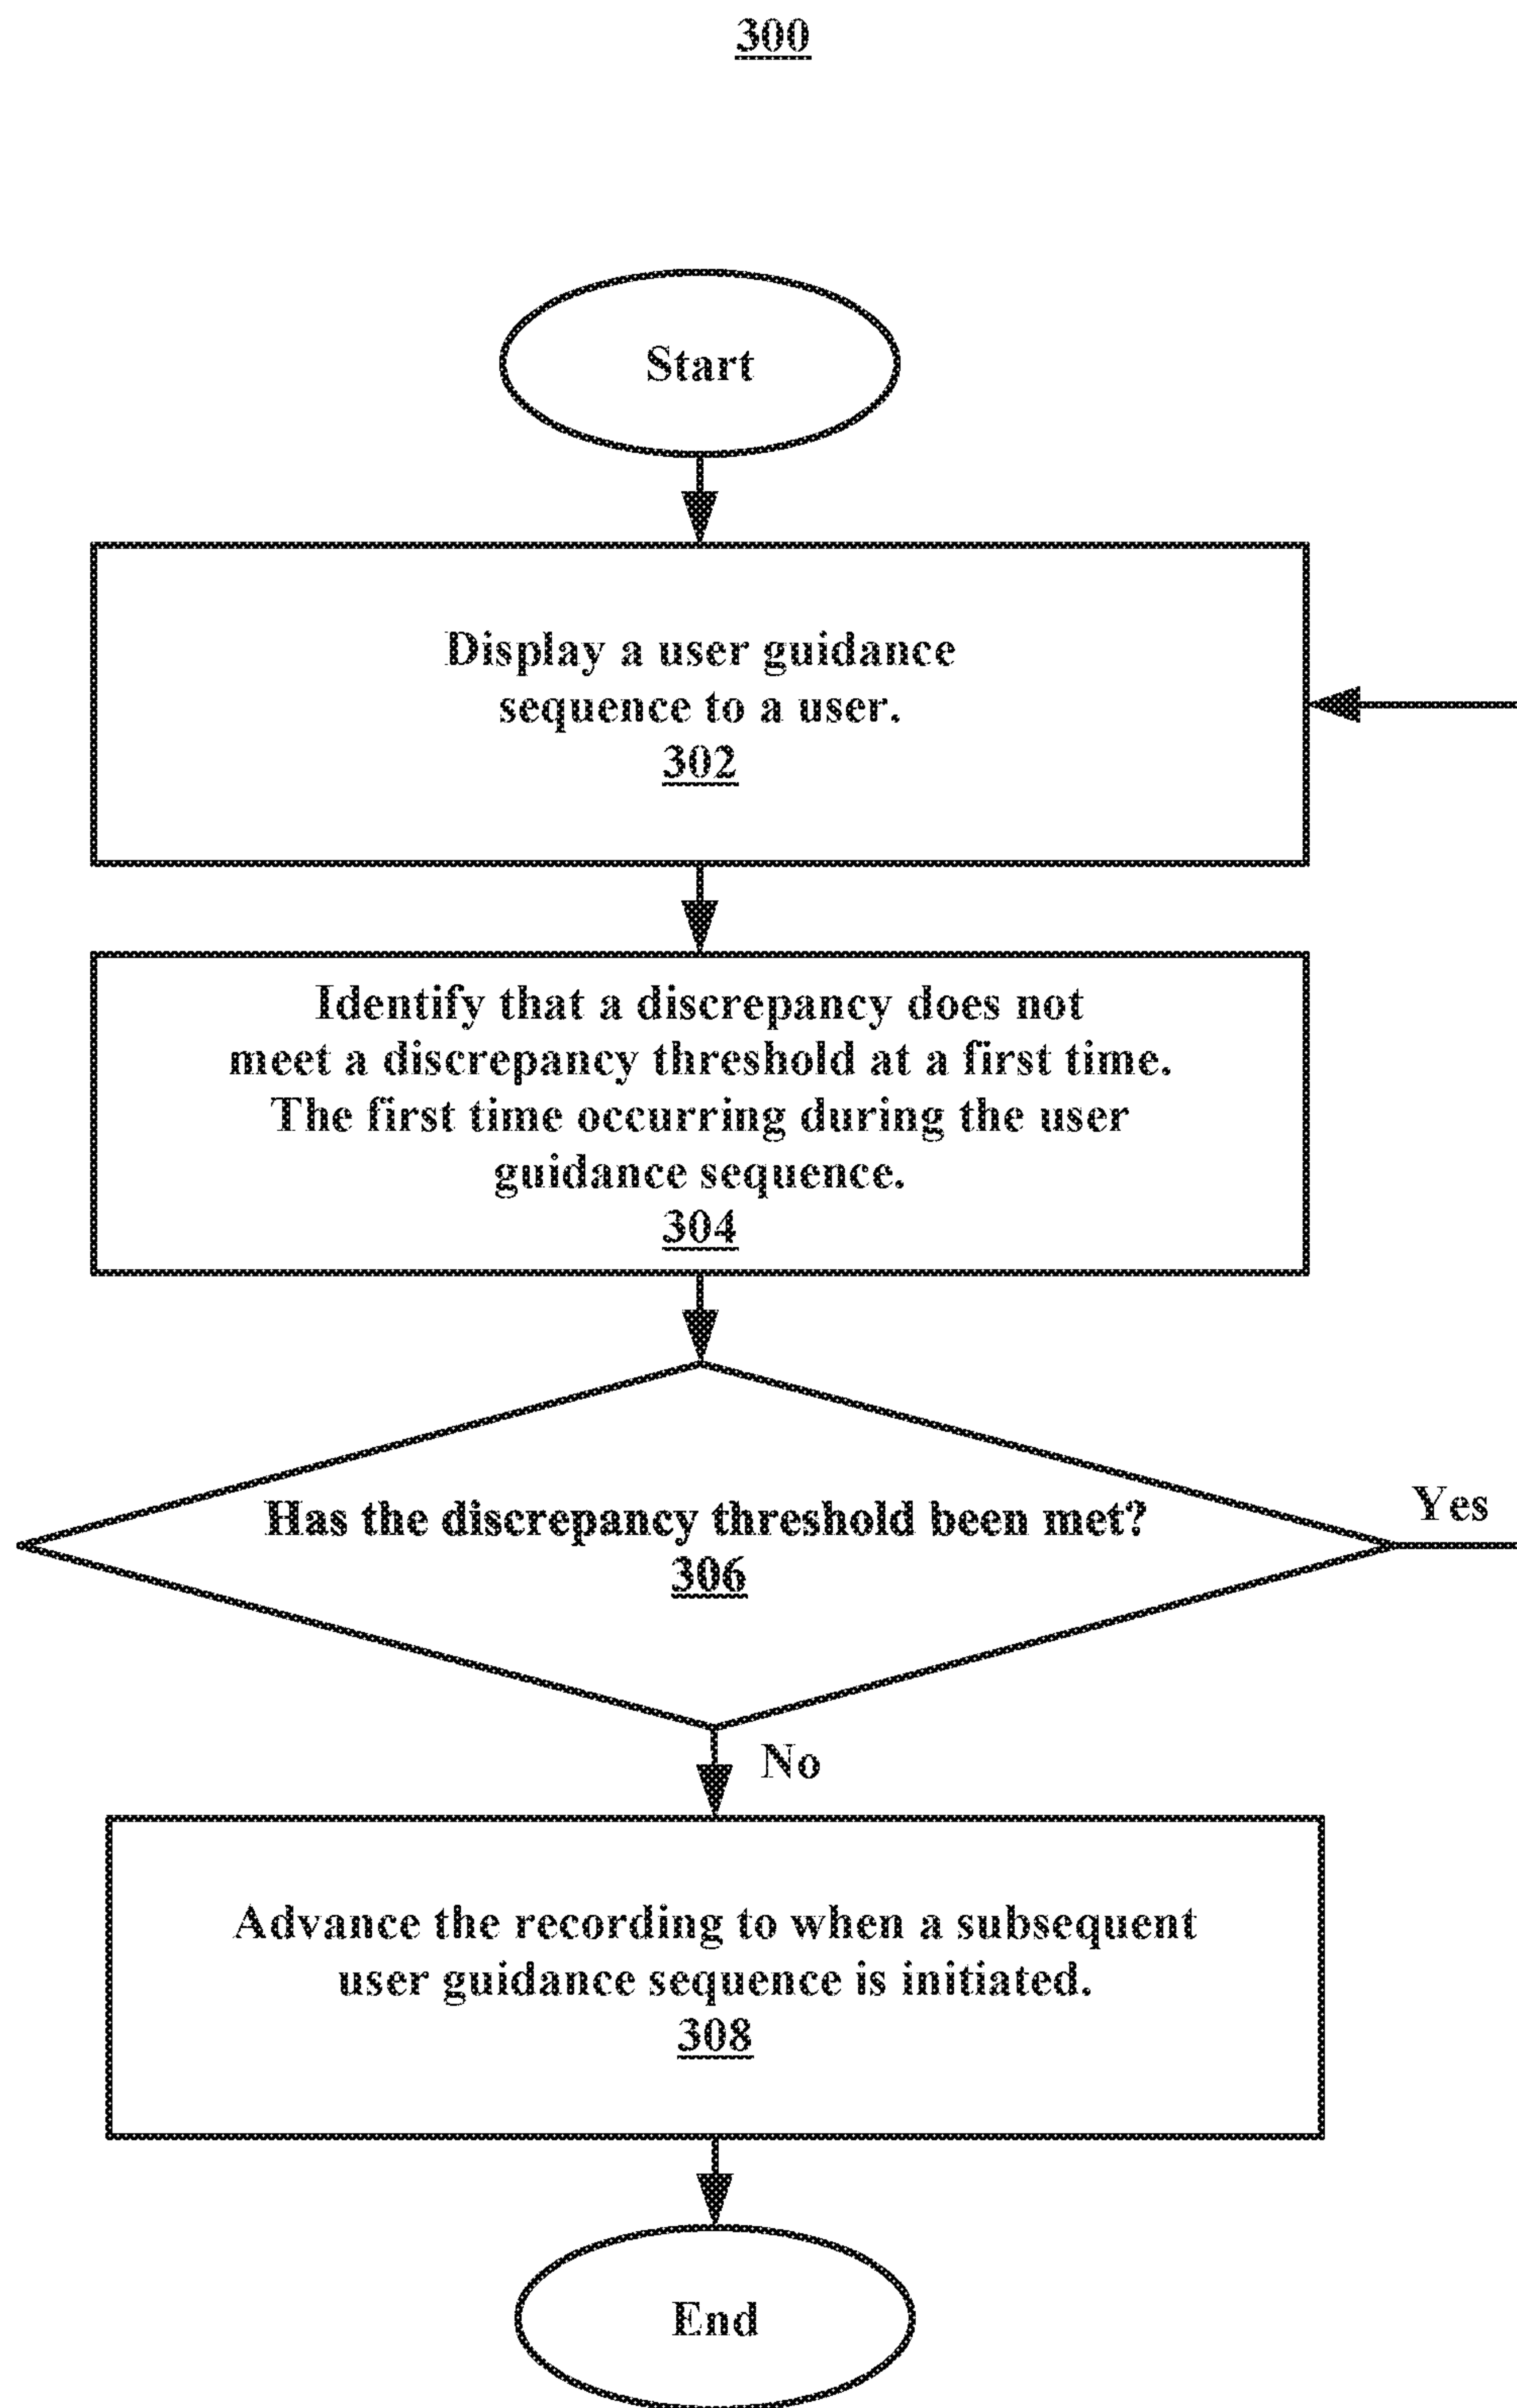 300
Start
Display a user guidance
sequence to a user.
302
Identify that a discrepancy does not
meet a discrepancy threshold at a first time.
The first time occurring during the user
guidance sequence.
304
Has the discrepancy threshold been met?
306
Yes
No
Advance the recording to when a subsequent
user guidance sequence is initiated.
308
End